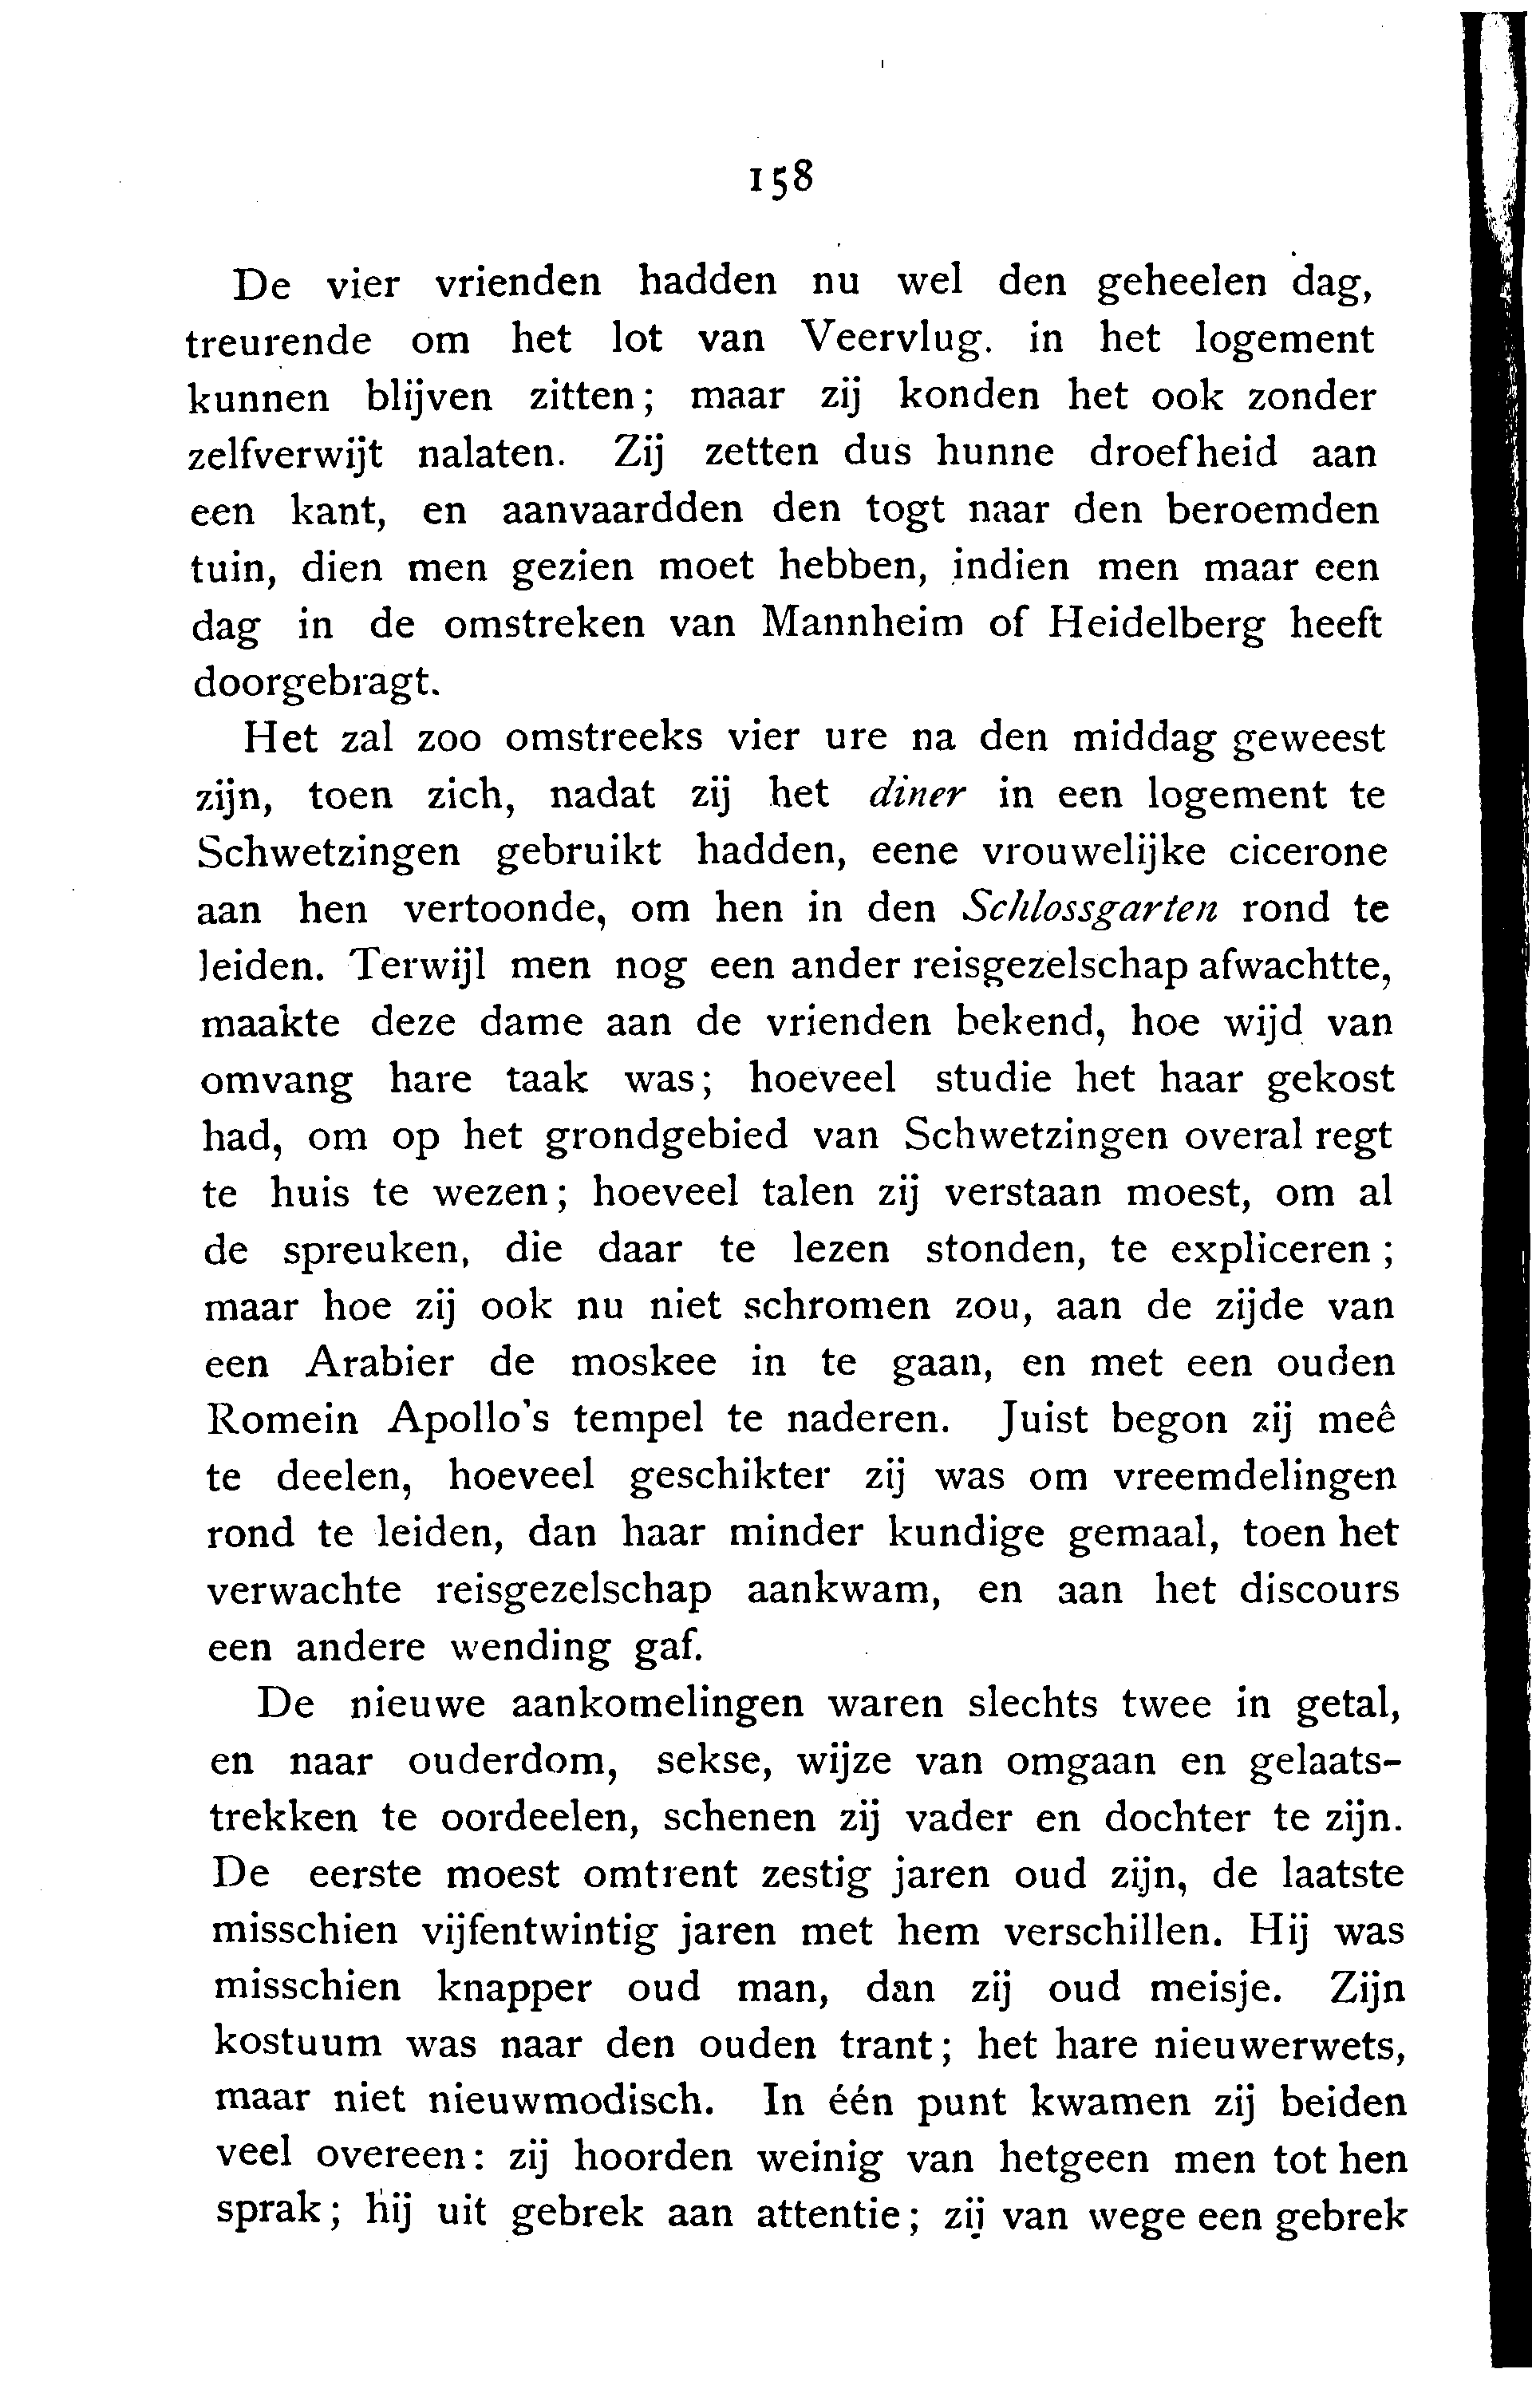 158
De vier vrienden hadden nu wel den geheelen dag,
treurende om het lot van Veervlug. in het logement
kunnen blijven zitten; maar zij konden het ook zonder
zelfverwijt nalaten. Zij zetten dus hunne droefheid aan
een kant, en aanvaardden den togt naar den beroemden
tuin, dien men gezien moet hebben, indien men maar een
dag in de omstreken van Mannheim of Heidelberg heeft
doorgebragt.
Het zal zoo omstreeks vier ure na den middag geweest
zijn, toen zich, nadat zij het diner in een logement te
Schwetzingen gebruikt hadden, eene vrouwelijke cicerone
aan hen vertoonde, om hen in den Schlossgarten rond te
leiden. Terwijl men nog een ander reisgezelschap afwachtte,
maakte deze dame aan de vrienden bekend, hoe wijd van
omvang hare taak was; hoeveel studie het haar gekost
had, om op het grondgebied van Schwetzingen overal regt
te huis te wezen; hoeveel talen zij verstaan moest, om al
de spreuken, die daar te lezen stonden, te expliceren;
maar hoe zij ook nu niet schromen zou, aan de zijde van
een Arabier de moskee in te gaan, en met een ouden
Romein Apollo's tempel te naderen. Juist begon zij meê
te deelen, hoeveel geschikter zij was om vreemdelingen
rond te leiden, dan haar minder kundige gemaal, toen het
verwachte reisgezelschap aankwam, en aan het discours
een andere wending gaf.
De nieuwe aankomelingen waren slechts twee in getal,
en naar ouderdom, sekse, wijze van omgaan en gelaats-
trekken te oordeelen, schenen zij vader en dochter te zijn.
De eerste moest omtrent zestig jaren oud zijn, de laatste
misschien vijfentwintig jaren met hem verschillen. Hij was
misschien knapper oud man, dan zij oud meisje. Zijn
kostuum was naar den ouden trant; het hare nieuwerwets,
maar niet nieuwmodisch. In één punt kwamen zij beiden
veel overeen: zij hoorden weinig van hetgeen men tot hen
sprak; hij uit gebrek aan attentie; zij van wege een gebrek